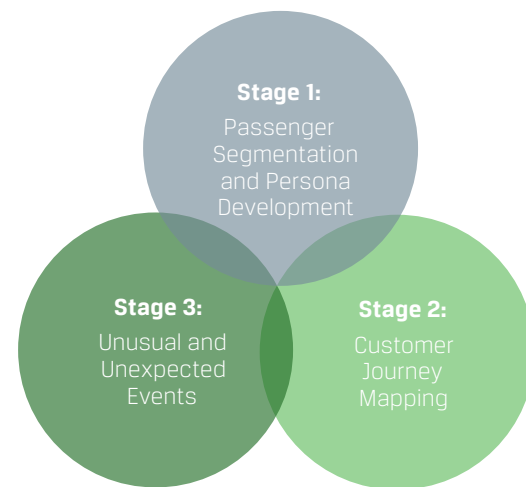 Stage 1:
Passenger
Segmentation
and Persona
Development
Stage 3:
Unusual and
Unexpected
Events
Stage 2:
Customer
Journey
Mapping